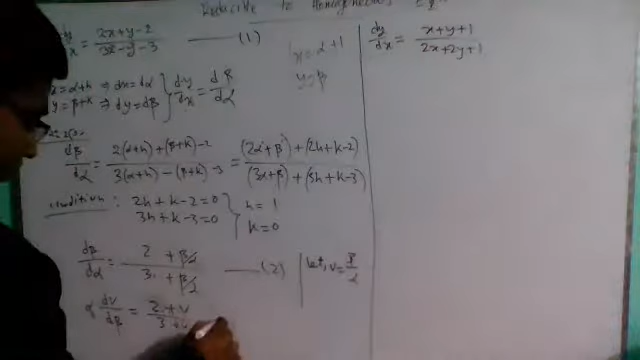 Reducible to Homogeneous
dy/dx = (2x+y-2)/(3x-y-3) —— (1)
x = α+1
y = β
x = α+h ⇒ dx = dα
y = β+k ⇒ dy = dβ } dy/dx = dβ/dα
dβ/dα = (2(α+h)+(β+k)-2)/(3(α+h)-(β+k)-3) = ((2α+β)+(2h+k-2))/((3α+β)+(3h+k-3))
condition : 2h+k-2=0
3h+k-3=0 } h=1
k=0
dβ/dα = (2 + β/α)/(3 + β/α) —— (2)
let, v = β/α
α dv/dβ = (2+v)/(3+v)
dy/dx = (x+y+1)/(2x+2y+1)